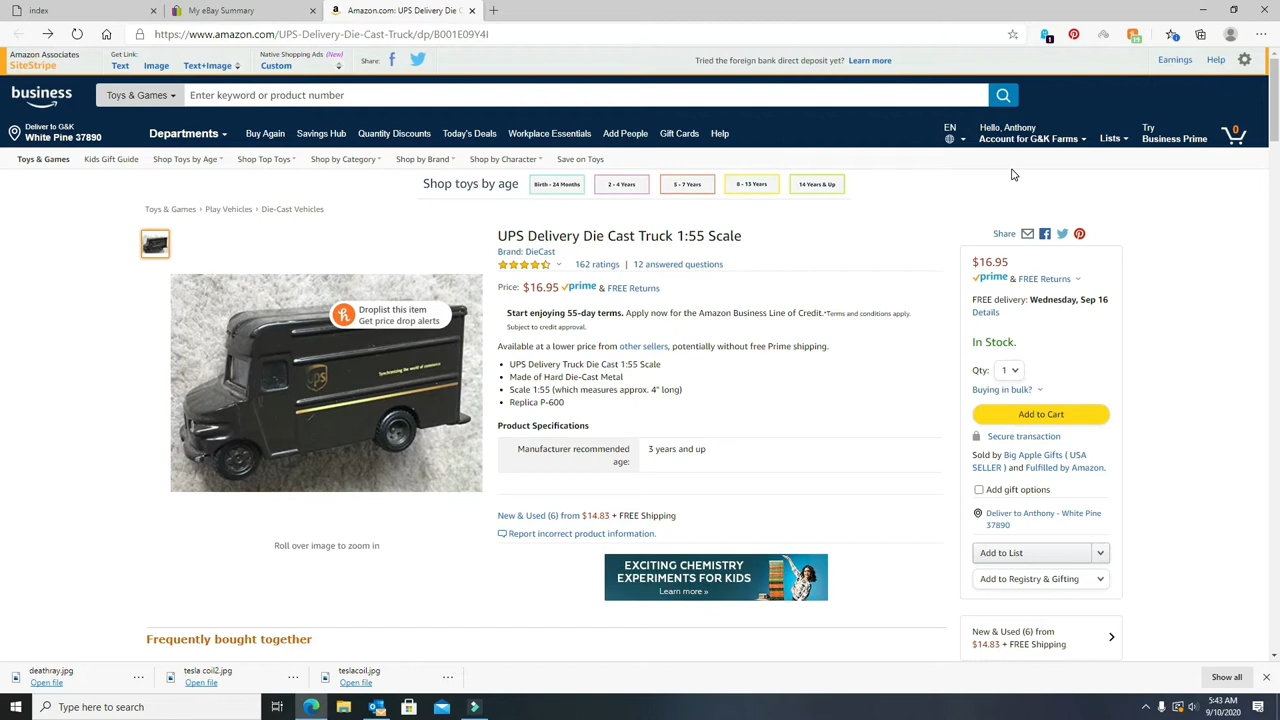 index
My eBay Summary
Amazon.com: UPS Delivery Die C
https://www.amazon.com/UPS-Delivery-Die-Cast-Truck/dp/B001E09Y4I
Amazon Associates
SiteStripe
Get Link:
Text Image Text+Image
Native Shopping Ads (New)
Custom
Share:
Tried the foreign bank direct deposit yet? Learn more
Earnings Help
business
Toys & Games Enter keyword or product number
Deliver to G&K
White Pine 37890
Departments Buy Again Savings Hub Quantity Discounts Today's Deals Workplace Essentials Add People Gift Cards Help
EN
Hello, Anthony
Account for G&K Farms
Lists
Try
Business Prime
0
Toys & Games Kids Gift Guide Shop Toys by Age Shop Top Toys Shop by Category Shop by Brand Shop by Character Save on Toys
Shop toys by age Birth - 24 Months 2 - 4 Years 5 - 7 Years 8 - 13 Years 14 Years & Up
Toys & Games › Play Vehicles › Die-Cast Vehicles
Droplist this item
Get price drop alerts
ups
Synchronizing the world of commerce
Roll over image to zoom in
UPS Delivery Die Cast Truck 1:55 Scale
Brand: DieCast
162 ratings | 12 answered questions
Price: $16.95 prime & FREE Returns
Start enjoying 55-day terms. Apply now for the Amazon Business Line of Credit.*Terms and conditions apply.
Subject to credit approval.
Available at a lower price from other sellers, potentially without free Prime shipping.
• UPS Delivery Truck Die Cast 1:55 Scale
• Made of Hard Die-Cast Metal
• Scale 1:55 (which measures approx. 4" long)
• Replica P-600
Product Specifications
Manufacturer recommended
age:
3 years and up
New & Used (6) from $14.83 + FREE Shipping
Report incorrect product information.
EXCITING CHEMISTRY
EXPERIMENTS FOR KIDS
Learn more »
Share
$16.95
prime & FREE Returns
FREE delivery: Wednesday, Sep 16
Details
In Stock.
Qty: 1
Buying in bulk?
Add to Cart
Secure transaction
Sold by Big Apple Gifts ( USA
SELLER ) and Fulfilled by Amazon.
Add gift options
Deliver to Anthony - White Pine
37890
Add to List
Add to Registry & Gifting
New & Used (6) from
$14.83 + FREE Shipping
Frequently bought together
deathray.jpg
Open file
tesla coil2.jpg
Open file
teslacoil.jpg
Open file
Show all
Type here to search
5:43 AM
9/10/2020